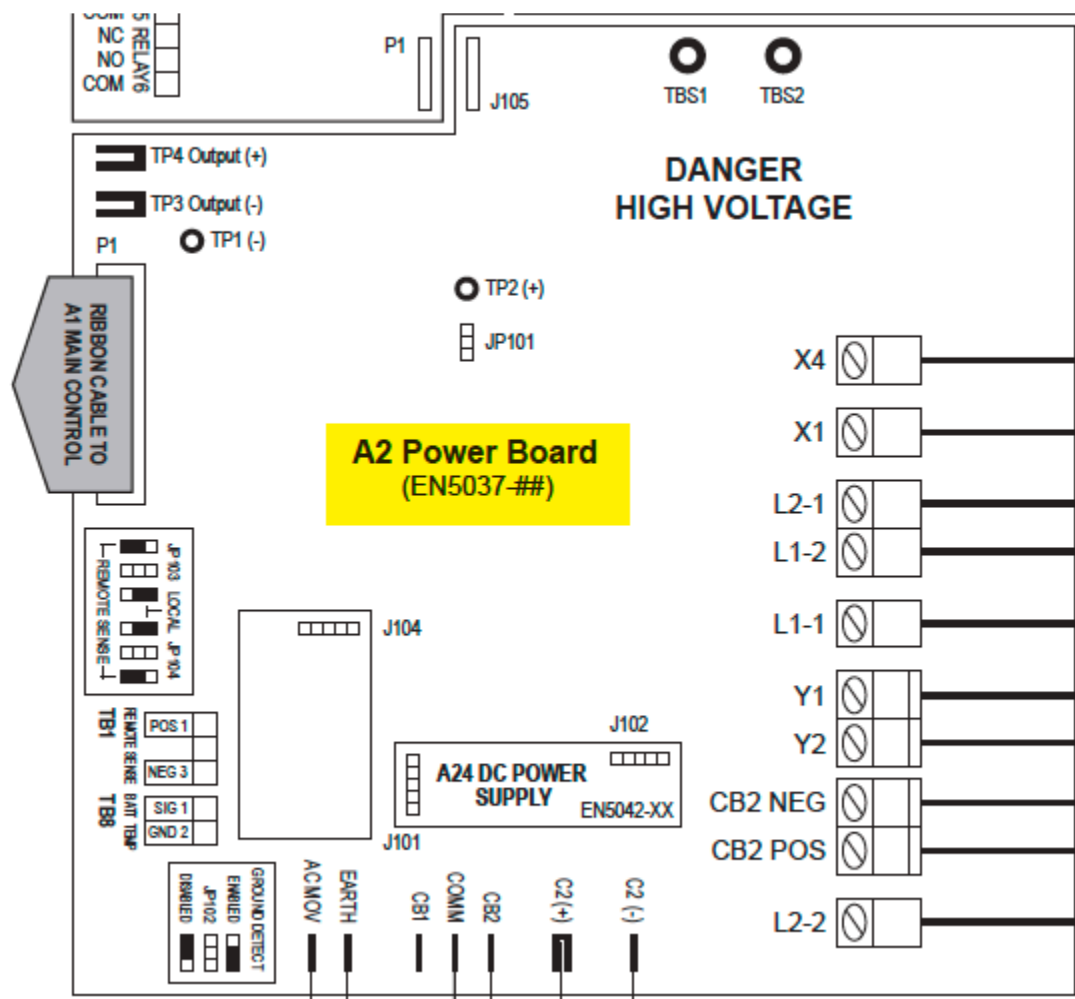 COM
NC
NO
COM
5 RELAY6
P1
J105
TBS1
TBS2
TP4 Output (+)
TP3 Output (-)
DANGER
HIGH VOLTAGE
P1
TP1 (-)
TP2 (+)
JP101
RIBBON CABLE TO
A1 MAIN CONTROL
A2 Power Board
(EN5037-##)
X4
X1
L2-1
L1-2
L1-1
Y1
Y2
CB2 NEG
CB2 POS
L2-2
JP103
LOCAL
JP104
REMOTE SENSE
J104
TB1
REMOTE SENSE
POS 1
NEG 3
TB8
BATT TEMP
SIG 1
GND 2
J102
A24 DC POWER
SUPPLY
EN5042-XX
J101
GROUND DETECT
ENABLED
JP102
DISABLED
AC MOV
EARTH
CB1
COMM
CB2
C2 (+)
C2 (-)